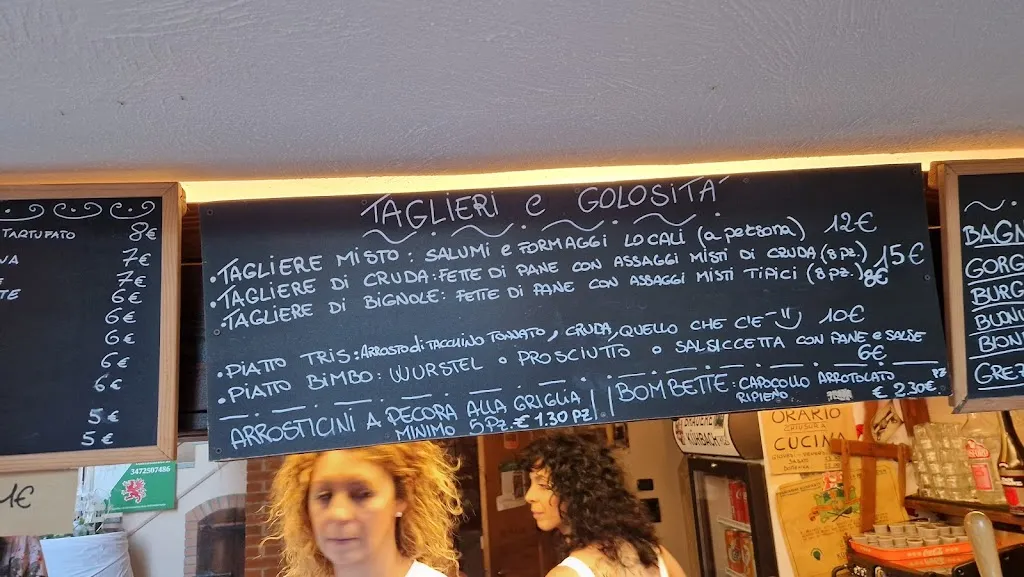 TARTUFATO 8€
7€
7€
6€
6€
6€
6€
6€
5€
5€
TAGLIERI e GOLOSITÀ
• TAGLIERE MISTO: SALUMI e FORMAGGI LOCALI (a persona) 12€
• TAGLIERE DI CRUDA: FETTE DI PANE CON ASSAGGI MISTI DI CRUDA (8 pz.) 15€
• TAGLIERE DI BIGNOLE: FETTE DI PANE CON ASSAGGI MISTI TIPICI (8 pz.) 8€
• PIATTO TRIS: ARROSTO di TACCHINO TONNATO, CRUDA, QUELLO CHE C'È 10€
• PIATTO BIMBO: WURSTEL o PROSCIUTTO o SALSICCETTA CON PANE e SALSE 6€
ARROSTICINI A PECORA ALLA GRIGLIA
MINIMO 5 Pz. € 1.30 PZ
BOMBETTE: CAPOCOLLO ARROTOLATO
RIPIENO € 2.30€ PZ
BAGN
GORG
BURG
BON
GREZ
3472507486
1€
KÜHBACH
ORARIO
CUCINA